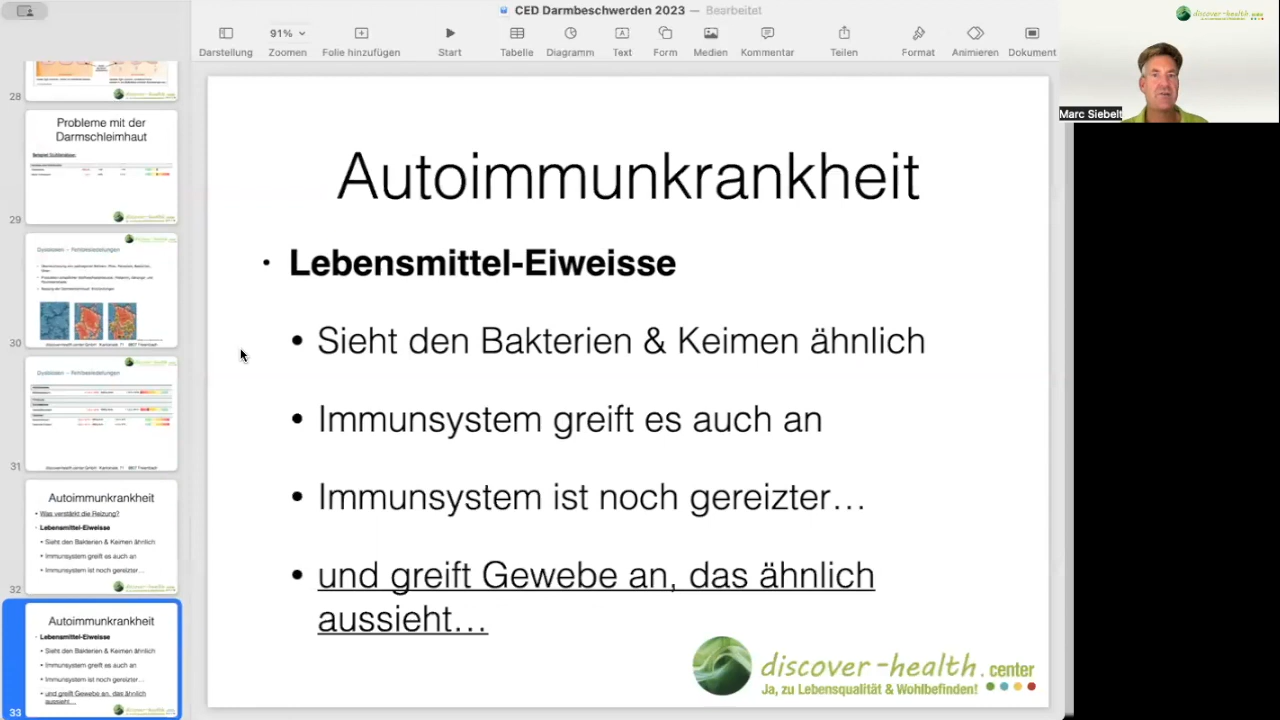 CED Darmbeschwerden 2023 — Bearbeitet
91%
Darstellung Zoomen Folie hinzufügen Start Tabelle Diagramm Text Form Medien Kommentar Teilen Format Animieren Dokument
discover-health.center
Marc Siebelt
28
Probleme mit der
Darmschleimhaut
29
30
31
Autoimmunkrankheit
Was verstärkt die Reizung?
Lebensmittel-Eiweisse
Sieht den Bakterien & Keimen ähnlich
Immunsystem greift es auch an
Immunsystem ist noch gereizter…
32
Autoimmunkrankheit
Lebensmittel-Eiweisse
Sieht den Bakterien & Keimen ähnlich
Immunsystem greift es auch an
Immunsystem ist noch gereizter…
und greift Gewebe an, das ähnlich
aussieht…
33
Autoimmunkrankheit
Lebensmittel-Eiweisse
Sieht den Bakterien & Keimen ähnlich
Immunsystem greift es auch an
Immunsystem ist noch gereizter…
und greift Gewebe an, das ähnlich
aussieht…
discover-health.center
Ja, zu Lebensqualität & Wohlbefinden!